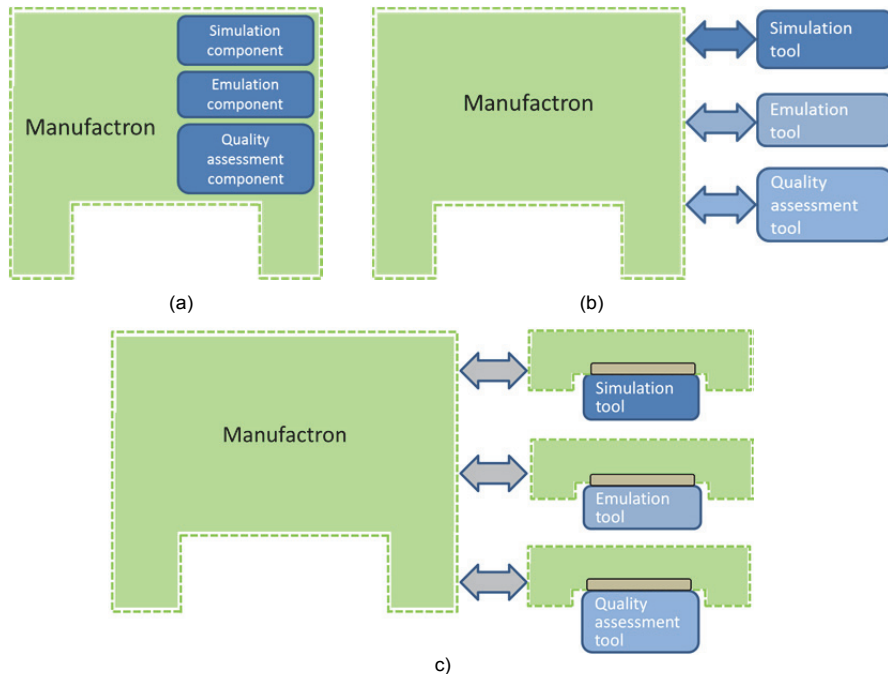 Simulation
component
Emulation
component
Manufactron
Quality
assessment
component
(a)
Manufactron
Simulation
tool
Emulation
tool
Quality
assessment
tool
(b)
Manufactron
Simulation
tool
Emulation
tool
Quality
assessment
tool
c)